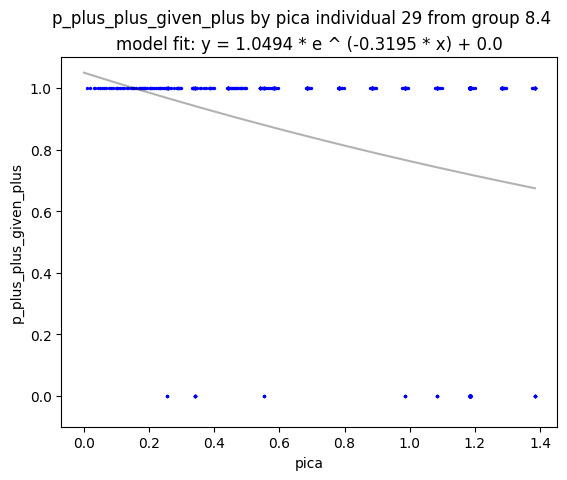 p_plus_plus_given_plus by pica individual 29 from group 8.4
model fit: y = 1.0494 * e ^ (-0.3195 * x) + 0.0
1.0
0.8
0.6
0.4
0.2
0.0
p_plus_plus_given_plus
0.0 0.2 0.4 0.6 0.8 1.0 1.2 1.4
pica